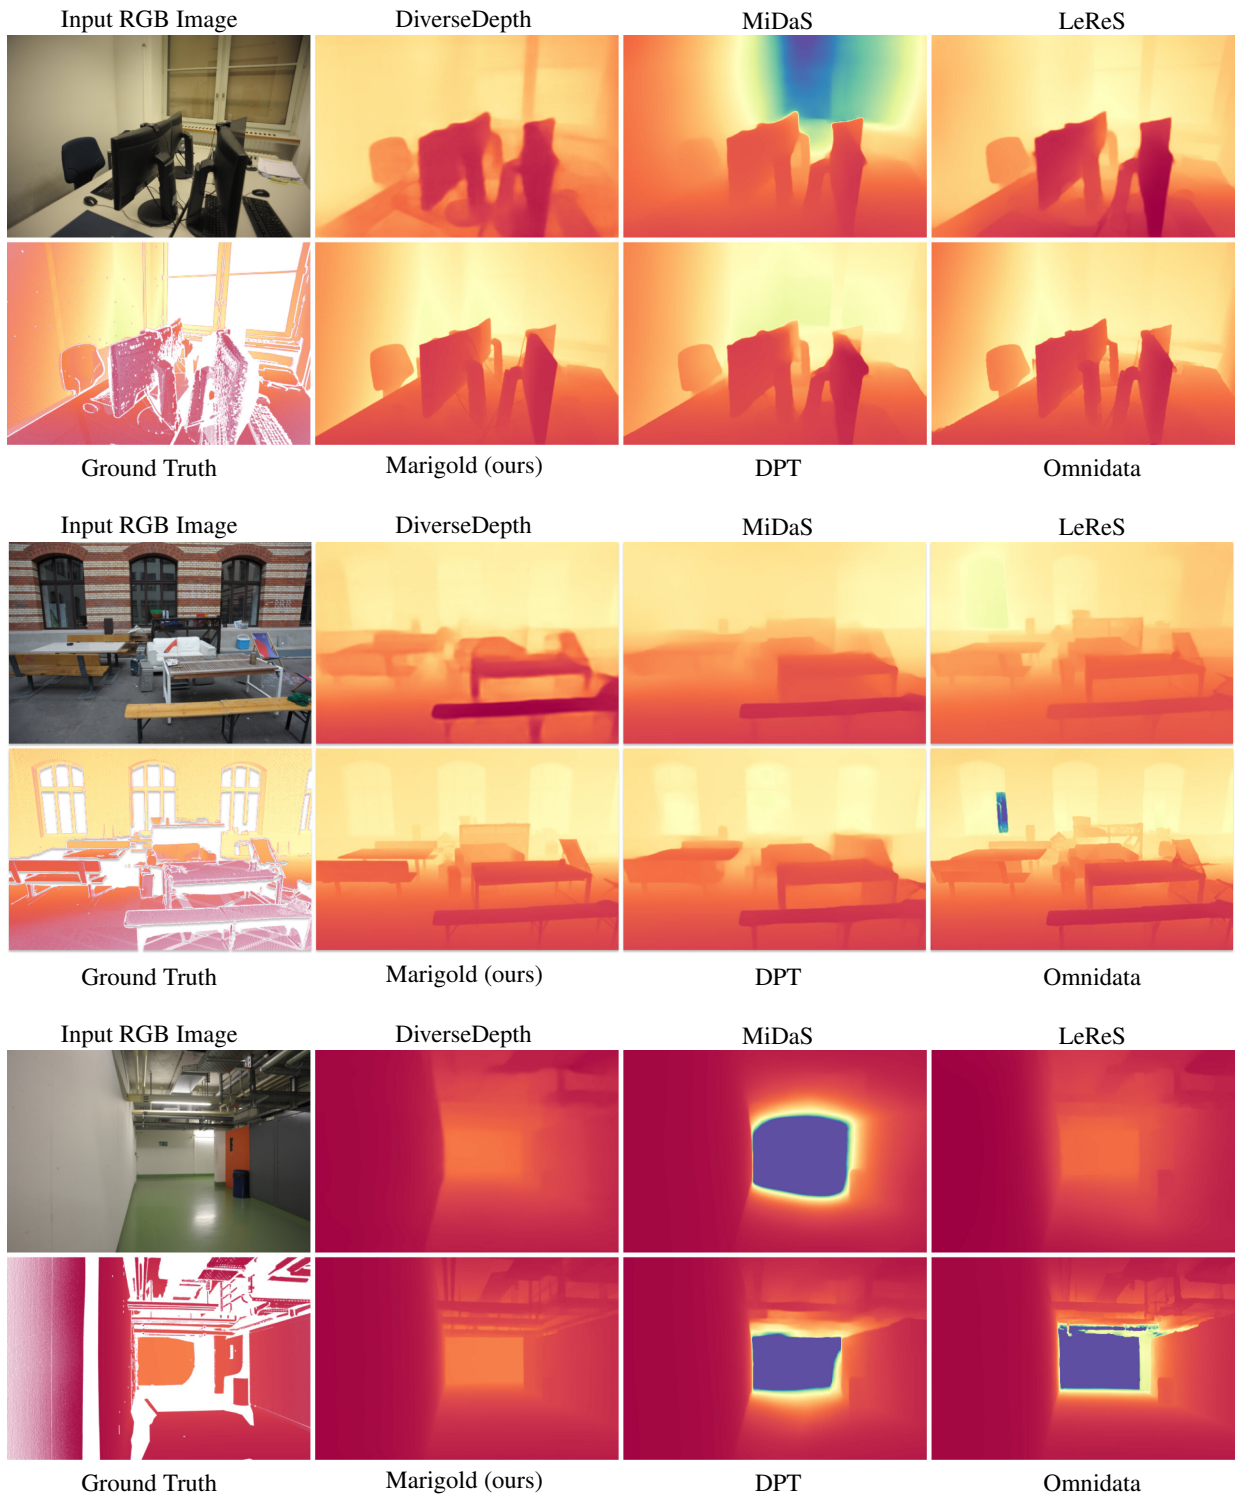 Input RGB Image DiverseDepth MiDaS LeReS
Ground Truth Marigold (ours) DPT Omnidata
Input RGB Image DiverseDepth MiDaS LeReS
Ground Truth Marigold (ours) DPT Omnidata
Input RGB Image DiverseDepth MiDaS LeReS
Ground Truth Marigold (ours) DPT Omnidata